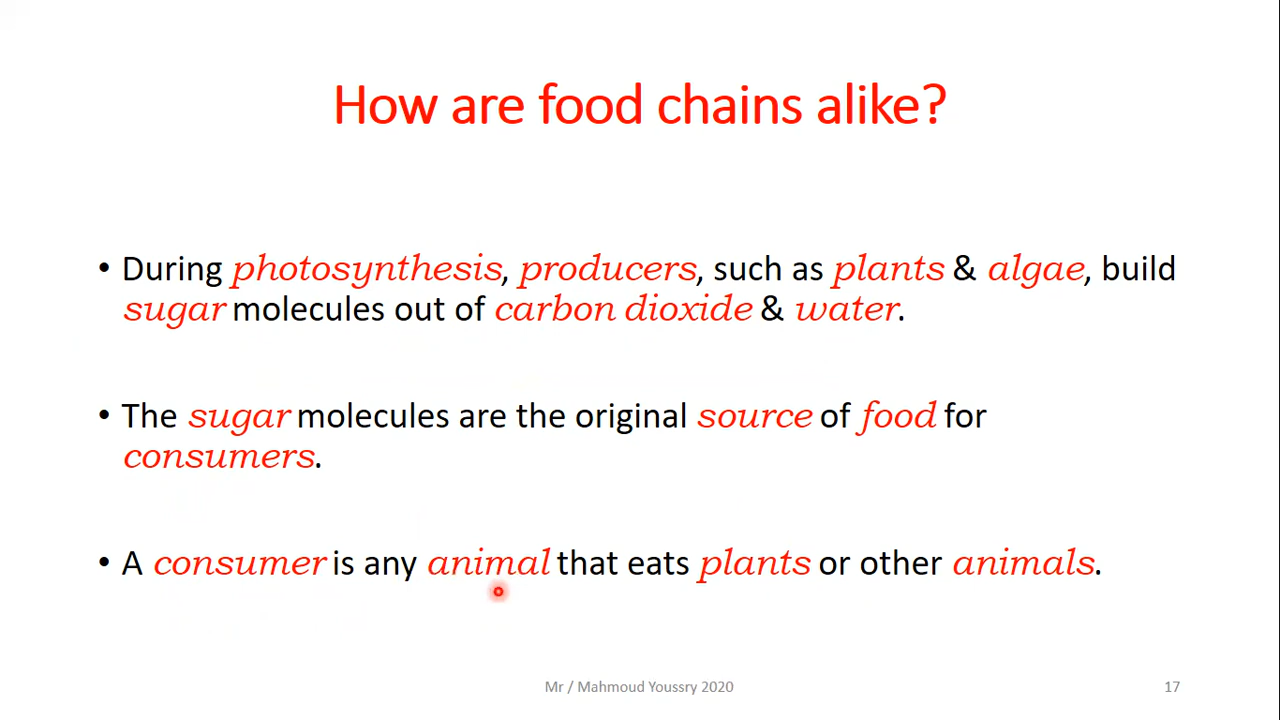 How are food chains alike?
• During photosynthesis, producers, such as plants & algae, build
sugar molecules out of carbon dioxide & water.
• The sugar molecules are the original source of food for
consumers.
• A consumer is any animal that eats plants or other animals.
Mr / Mahmoud Youssry 2020
17